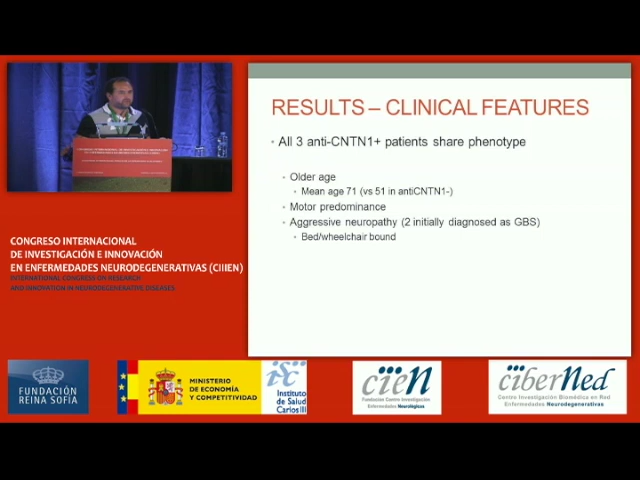 RESULTS – CLINICAL FEATURES
• All 3 anti-CNTN1+ patients share phenotype
• Older age
• Mean age 71 (vs 51 in antiCNTN1-)
• Motor predominance
• Aggressive neuropathy (2 initially diagnosed as GBS)
• Bed/wheelchair bound
CONGRESO INTERNACIONAL
DE INVESTIGACIÓN E INNOVACIÓN
EN ENFERMEDADES NEURODEGENERATIVAS (CIIIEN)
INTERNATIONAL CONGRESS ON RESEARCH
AND INNOVATION IN NEURODEGENERATIVE DISEASES
FUNDACIÓN
REINA SOFIA
MINISTERIO
DE ECONOMÍA
Y COMPETITIVIDAD
isc
Instituto
de Salud
Carlos III
cien
Fundación Centro Investigación
Enfermedades Neurológicas
ciberNed
Centro Investigación Biomédica en Red
Enfermedades Neurodegenerativas